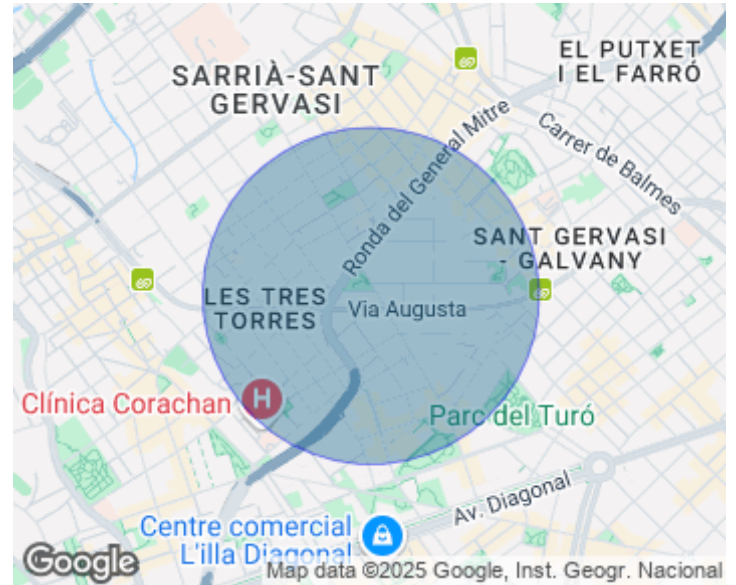 EL PUTXET
I EL FARRÓ
SARRIÀ-SANT
GERVASI
Ronda del General Mitre
Carrer de Balmes
SANT GERVASI
- GALVANY
LES TRES
TORRES
Via Augusta
Clínica Corachan
H
Parc del Turó
Av. Diagonal
Centre comercial
L'illa Diagonal
Google
Map data ©2025 Google, Inst. Geogr. Nacional